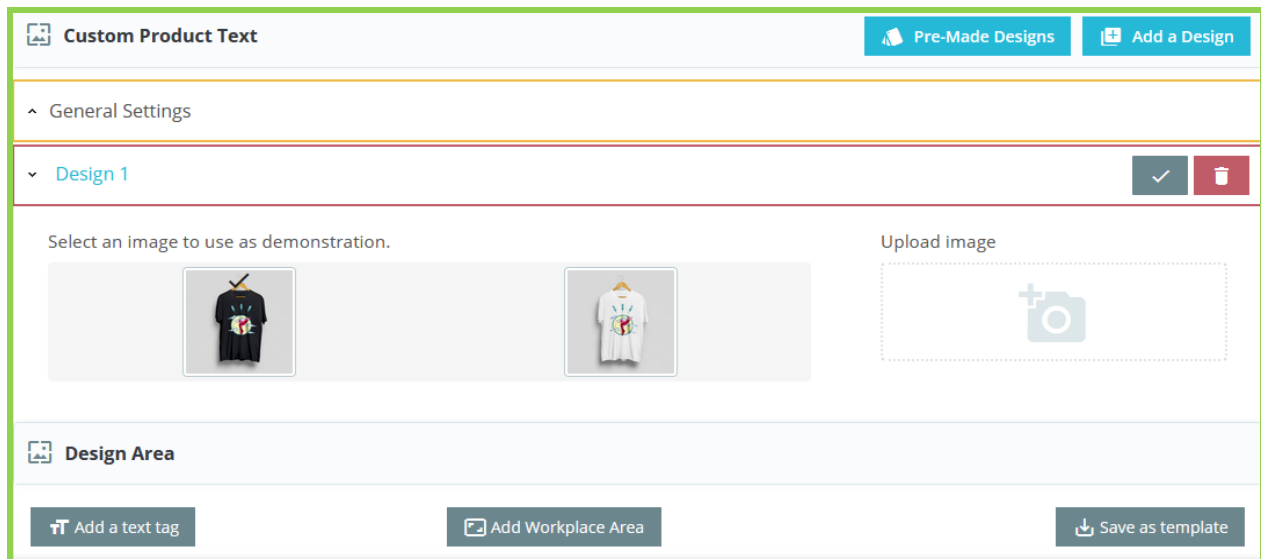 Custom Product Text
Pre-Made Designs
Add a Design
General Settings
Design 1
Select an image to use as demonstration.
Upload image
Design Area
Add a text tag
Add Workplace Area
Save as template